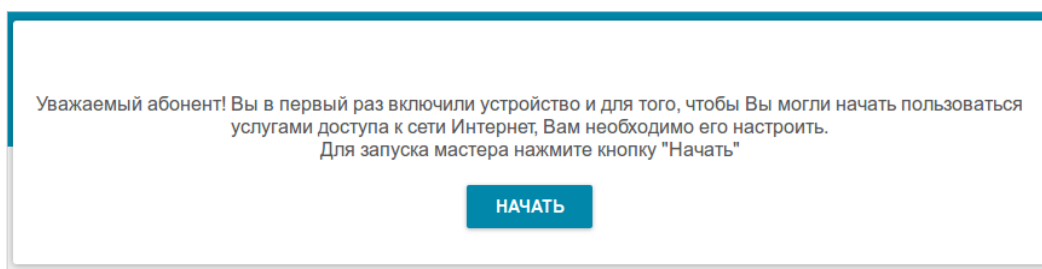 Уважаемый абонент! Вы в первый раз включили устройство и для того, чтобы Вы могли начать пользоваться
услугами доступа к сети Интернет, Вам необходимо его настроить.
Для запуска мастера нажмите кнопку "Начать"
НАЧАТЬ